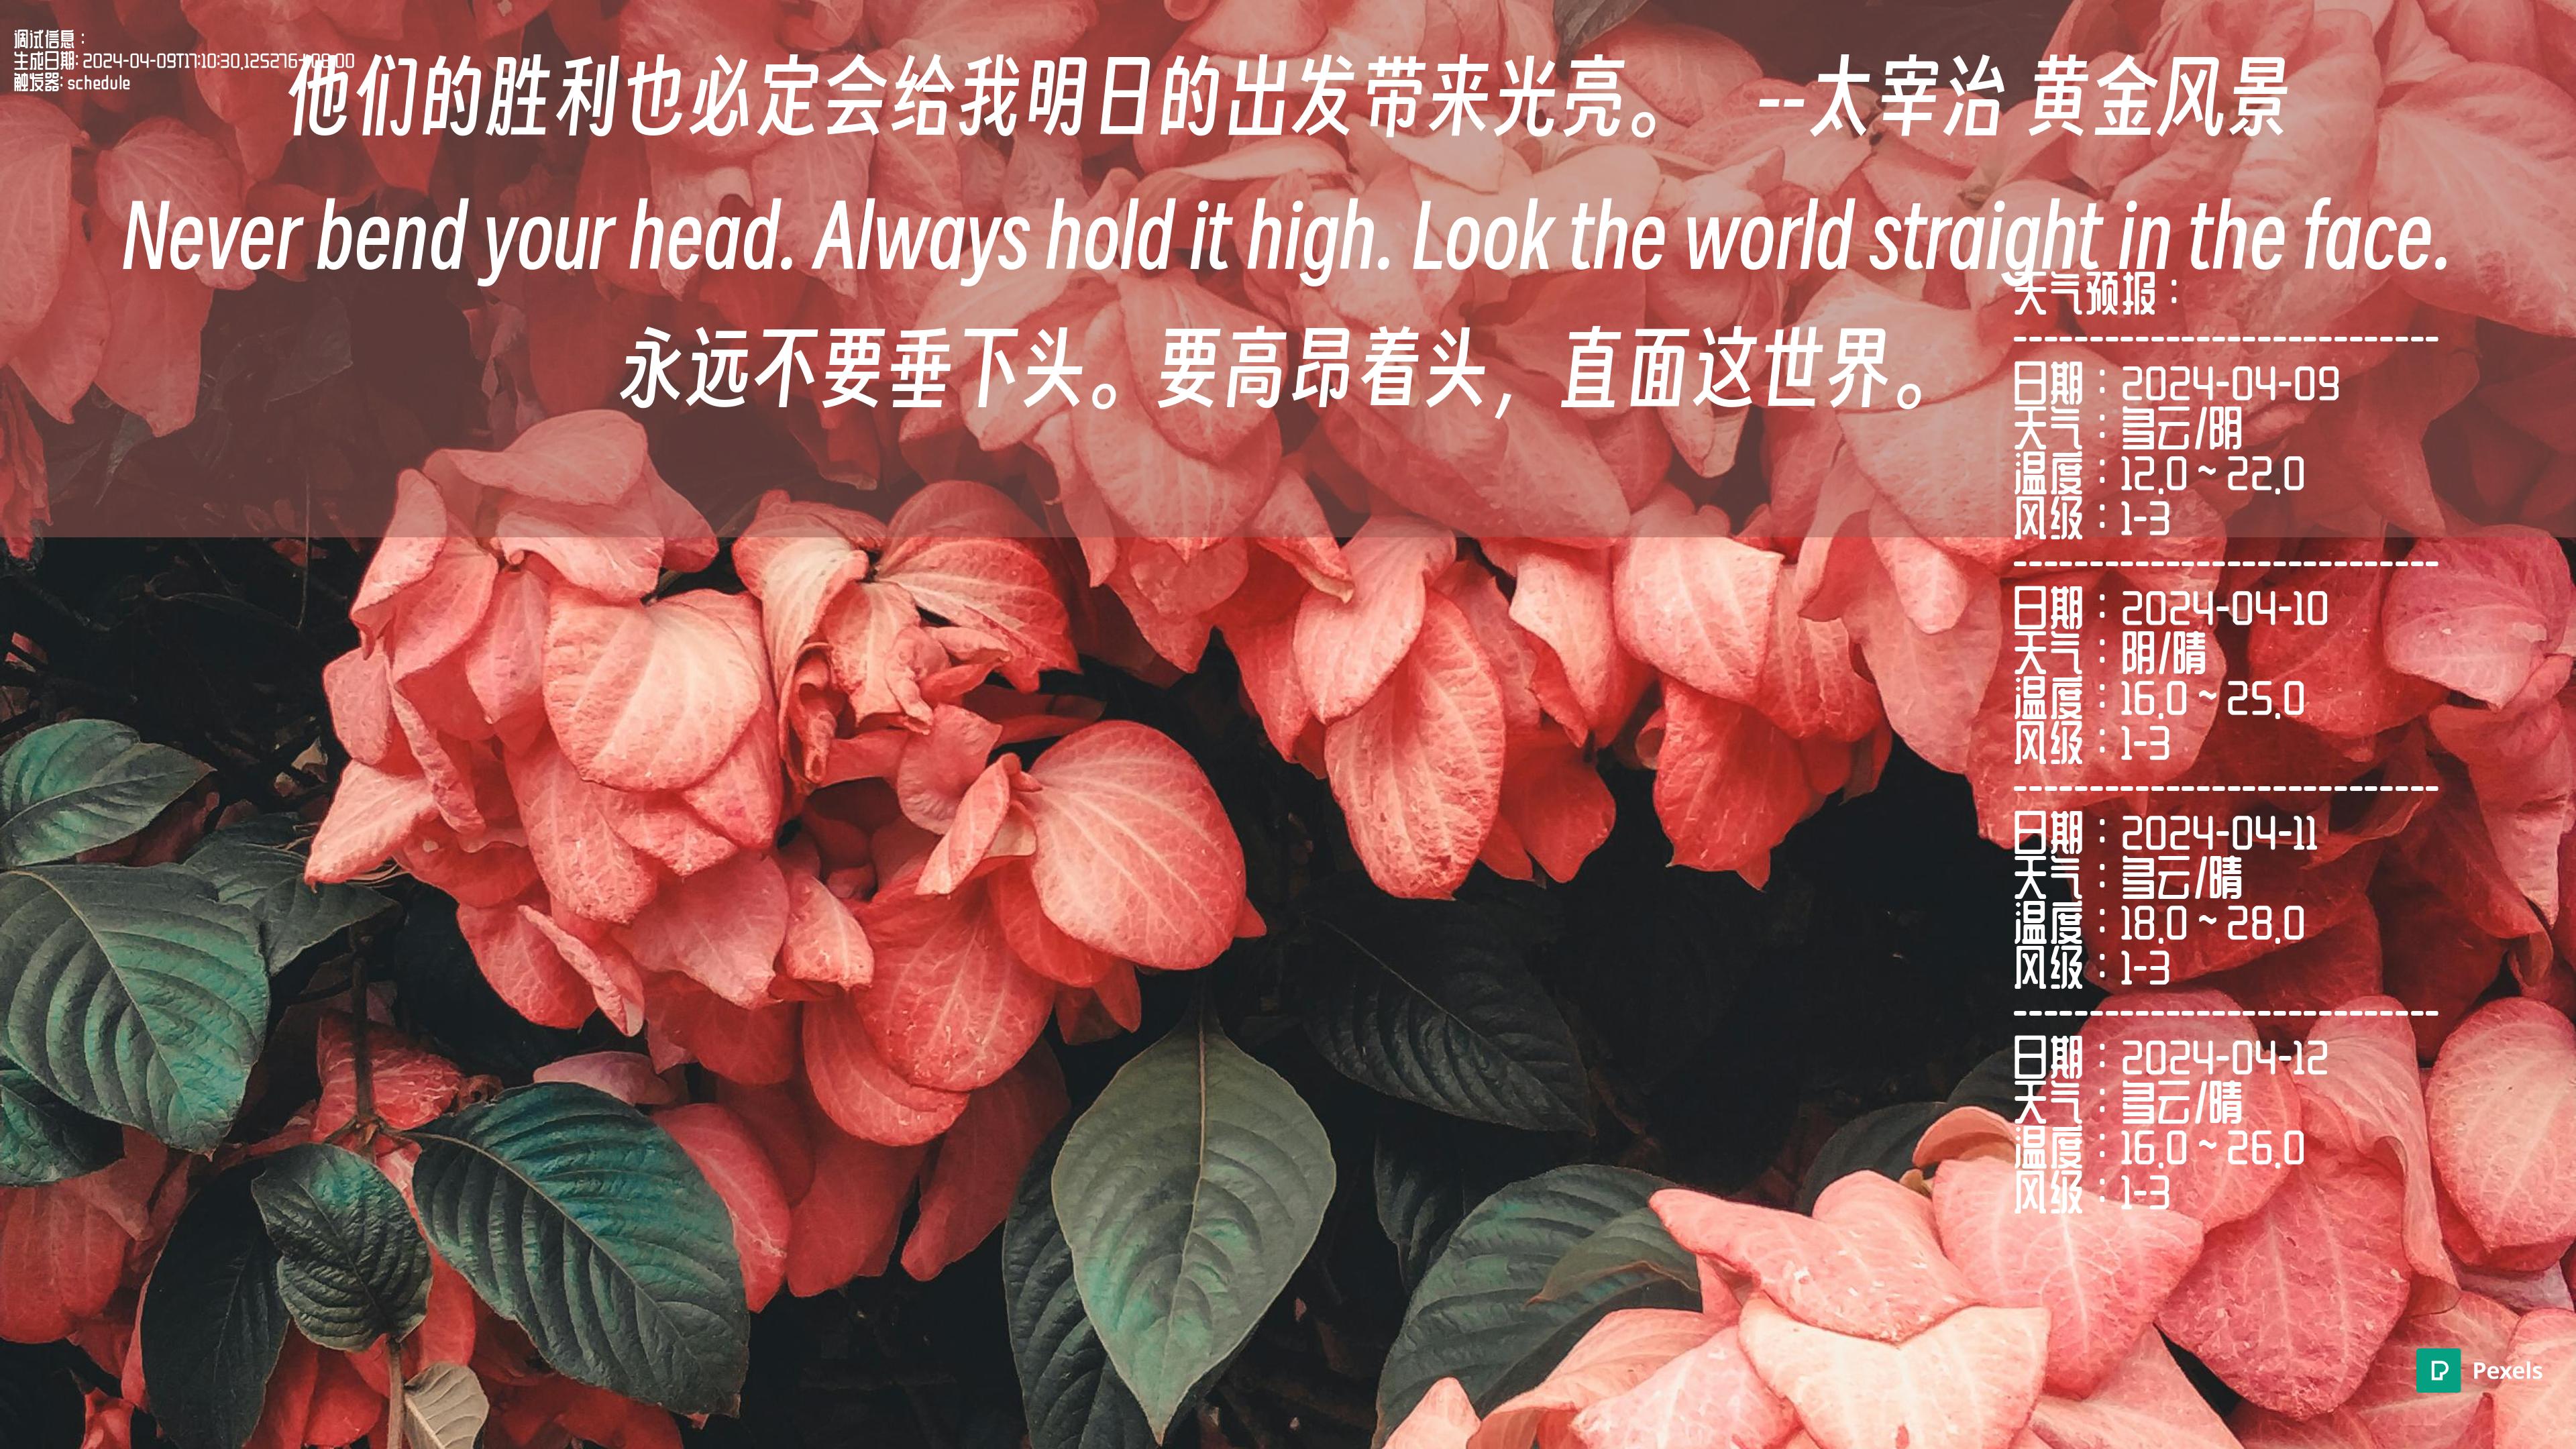 调试信息：
生成日期: 2024-04-09T17:10:30.125276+08:00
触发器: schedule
他们的胜利也必定会给我明日的出发带来光亮。 --太宰治 黄金风景
Never bend your head. Always hold it high. Look the world straight in the face.
永远不要垂下头。要高昂着头，直面这世界。
天气预报：
------------------------------
日期：2024-04-09
天气：多云/阴
温度：12.0 ~ 22.0
风级：1-3
------------------------------
日期：2024-04-10
天气：阴/晴
温度：16.0 ~ 25.0
风级：1-3
------------------------------
日期：2024-04-11
天气：多云/晴
温度：18.0 ~ 28.0
风级：1-3
------------------------------
日期：2024-04-12
天气：多云/晴
温度：16.0 ~ 26.0
风级：1-3
Pexels